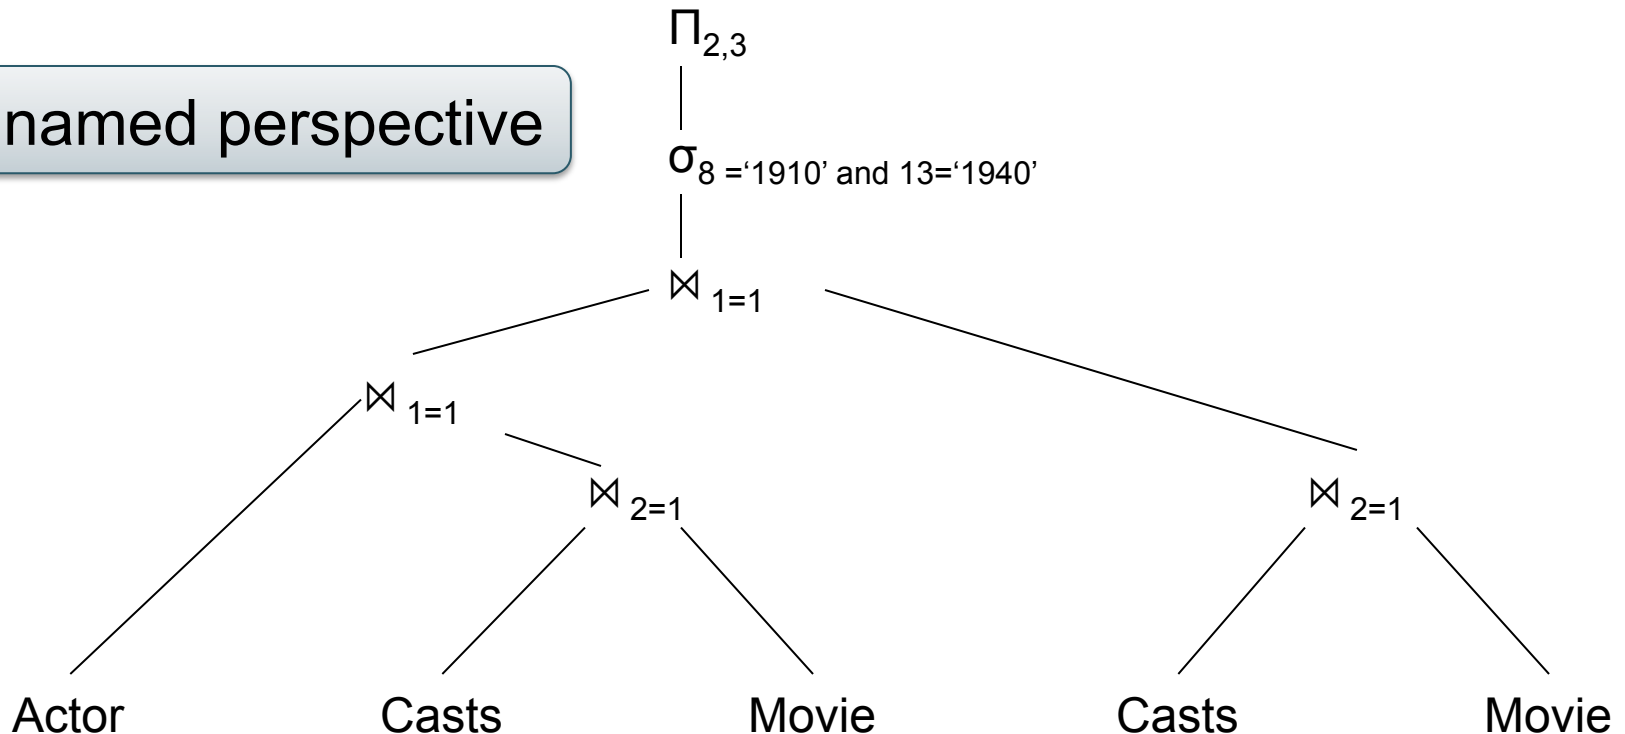 Π2,3
named perspective
σ8 =‘1910’ and 13=‘1940’
⋈ 1=1
⋈ 1=1
⋈ 2=1 ⋈ 2=1
Actor Casts Movie Casts Movie